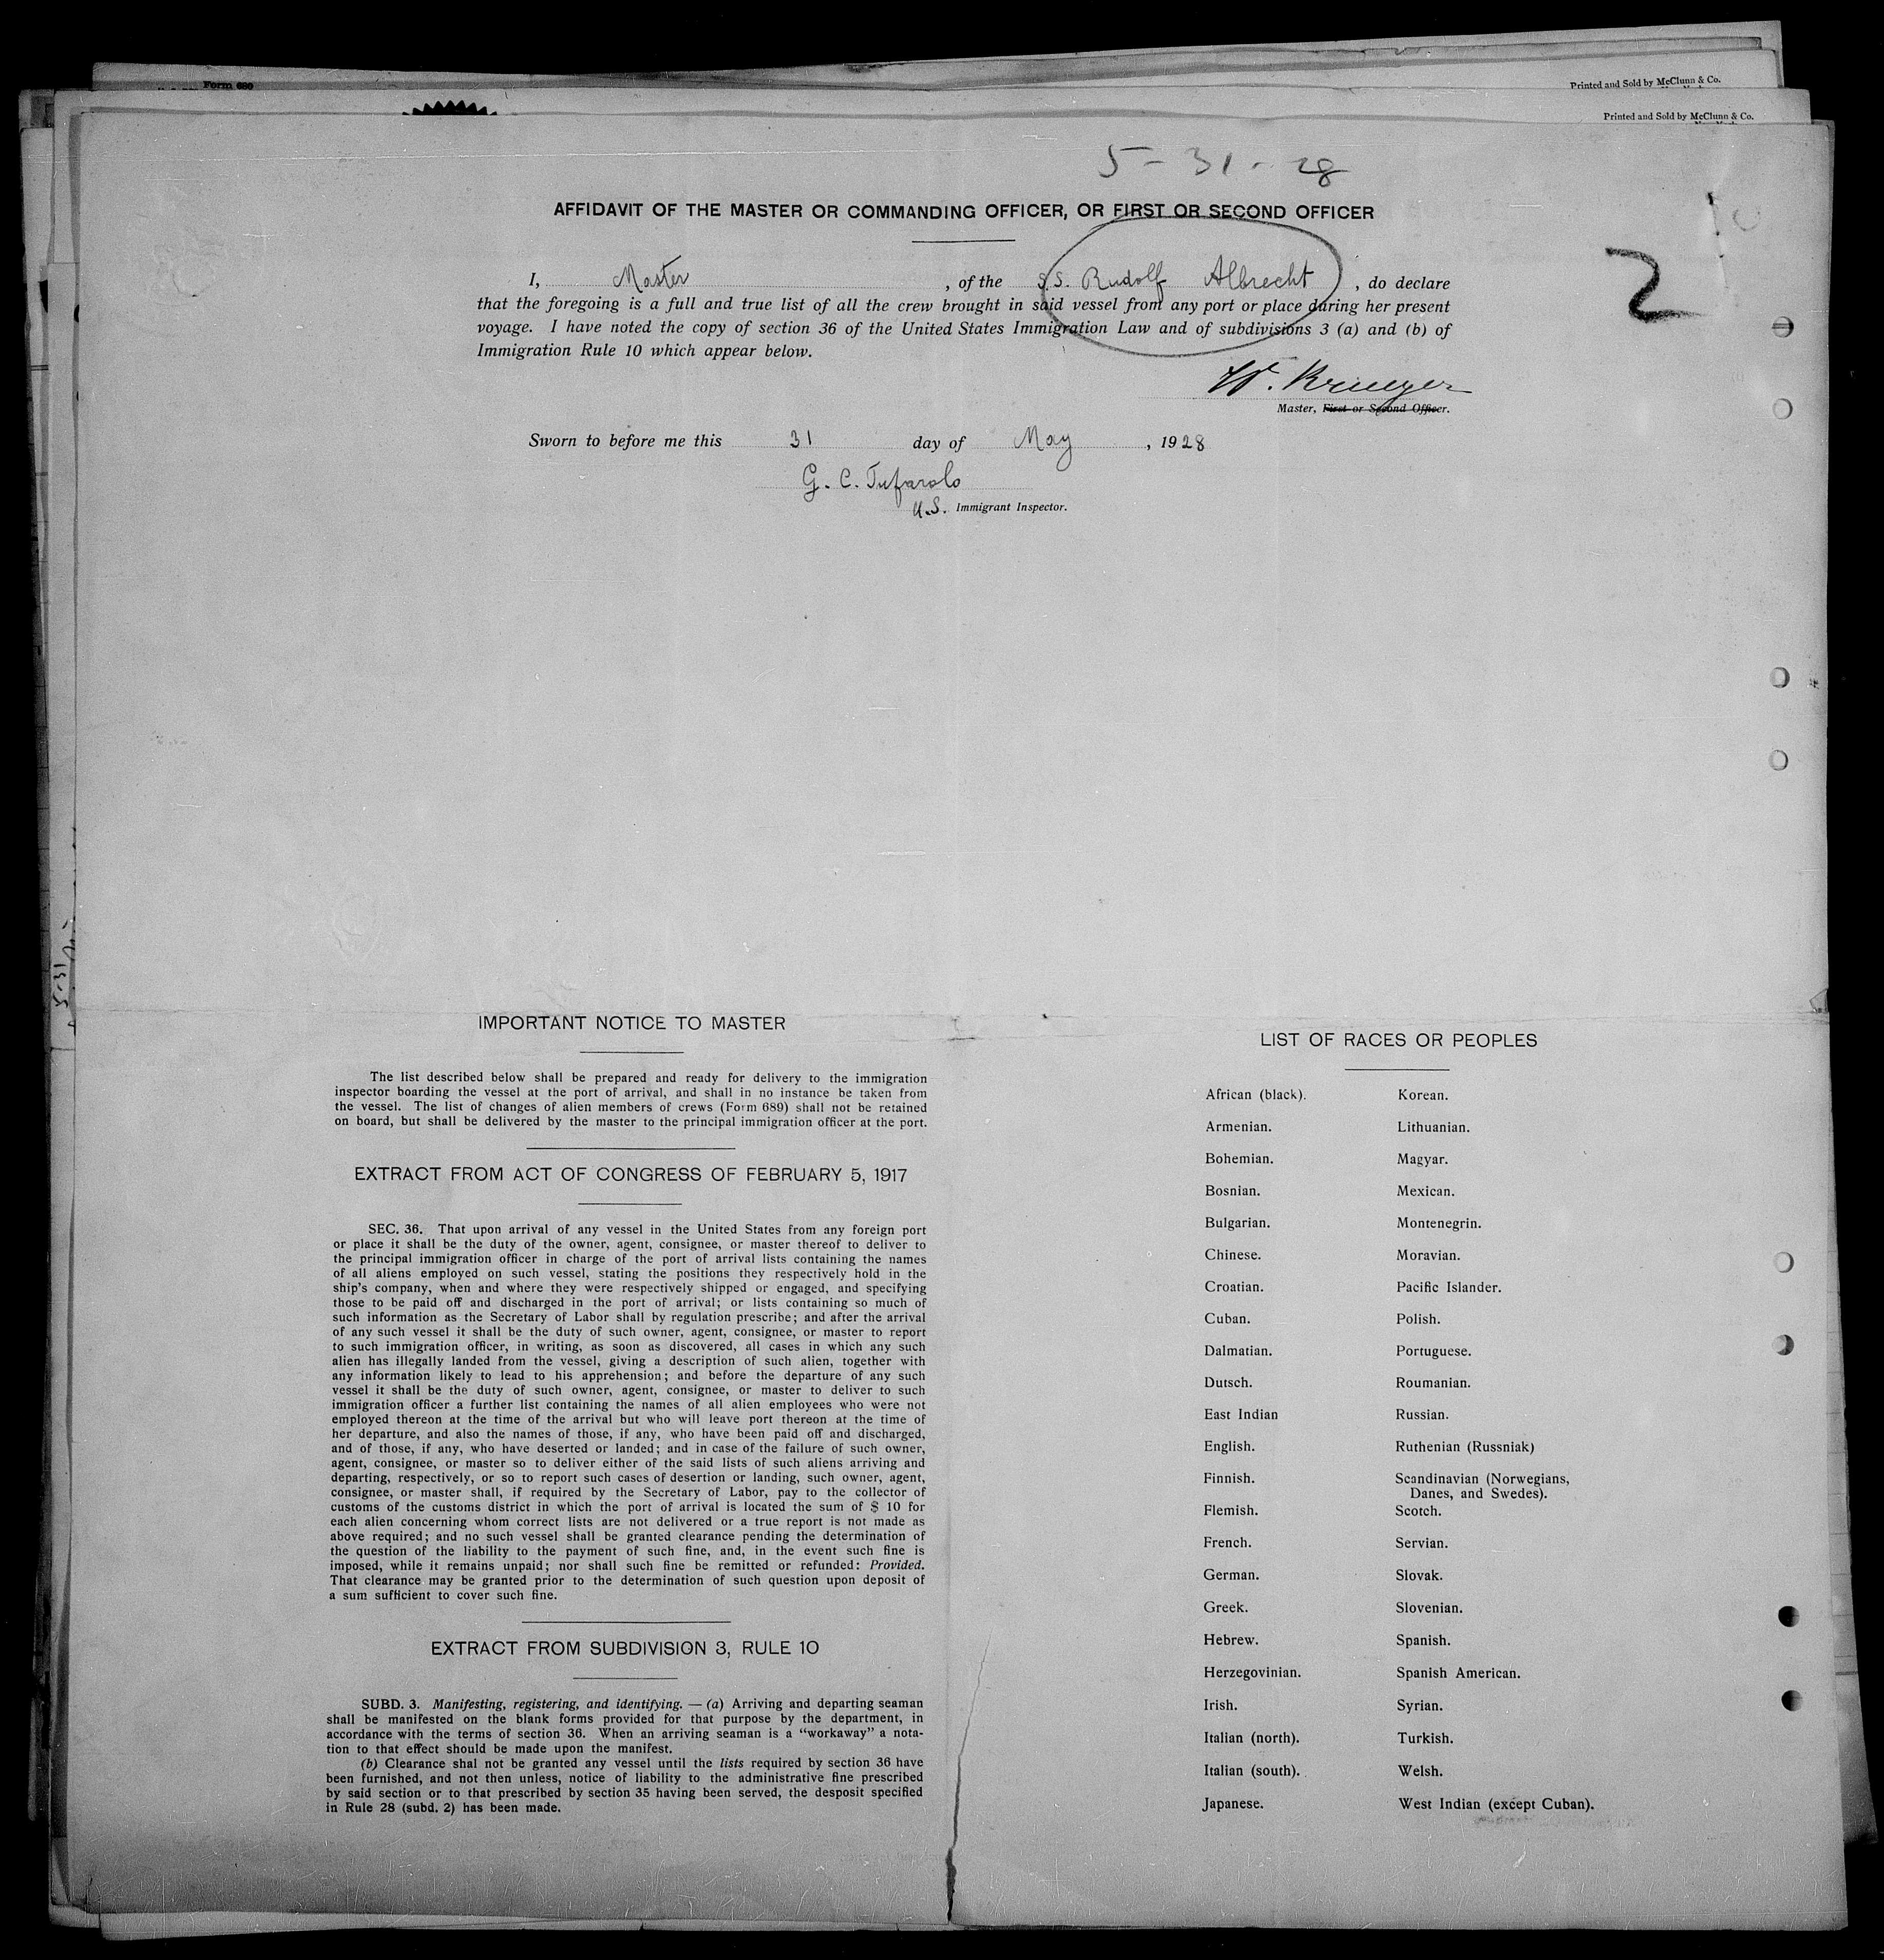 Form 689
Printed and Sold by McClunn & Co.
Printed and Sold by McClunn & Co.
5-31-28
AFFIDAVIT OF THE MASTER OR COMMANDING OFFICER, OR FIRST OR SECOND OFFICER
2
I, Master, of the S.S. Rudolf Albrecht, do declare
that the foregoing is a full and true list of all the crew brought in said vessel from any port or place during her present
voyage. I have noted the copy of section 36 of the United States Immigration Law and of subdivisions 3 (a) and (b) of
Immigration Rule 10 which appear below.
W. Krueger
Master, First or Second Officer.
Sworn to before me this 31 day of May, 1928
G. C. Tufarolo
U.S. Immigrant Inspector.
5-31
IMPORTANT NOTICE TO MASTER
The list described below shall be prepared and ready for delivery to the immigration
inspector boarding the vessel at the port of arrival, and shall in no instance be taken from
the vessel. The list of changes of alien members of crews (Form 689) shall not be retained
on board, but shall be delivered by the master to the principal immigration officer at the port.
EXTRACT FROM ACT OF CONGRESS OF FEBRUARY 5, 1917
SEC. 36. That upon arrival of any vessel in the United States from any foreign port
or place it shall be the duty of the owner, agent, consignee, or master thereof to deliver to
the principal immigration officer in charge of the port of arrival lists containing the names
of all aliens employed on such vessel, stating the positions they respectively hold in the
ship's company, when and where they were respectively shipped or engaged, and specifying
those to be paid off and discharged in the port of arrival; or lists containing so much of
such information as the Secretary of Labor shall by regulation prescribe; and after the arrival
of any such vessel it shall be the duty of such owner, agent, consignee, or master to report
to such immigration officer, in writing, as soon as discovered, all cases in which any such
alien has illegally landed from the vessel, giving a description of such alien, together with
any information likely to lead to his apprehension; and before the departure of any such
vessel it shall be the duty of such owner, agent, consignee, or master to deliver to such
immigration officer a further list containing the names of all alien employees who were not
employed thereon at the time of the arrival but who will leave port thereon at the time of
her departure, and also the names of those, if any, who have been paid off and discharged,
and of those, if any, who have deserted or landed; and in case of the failure of such owner,
agent, consignee, or master so to deliver either of the said lists of such aliens arriving and
departing, respectively, or so to report such cases of desertion or landing, such owner, agent,
consignee, or master shall, if required by the Secretary of Labor, pay to the collector of
customs of the customs district in which the port of arrival is located the sum of $ 10 for
each alien concerning whom correct lists are not delivered or a true report is not made as
above required; and no such vessel shall be granted clearance pending the determination of
the question of the liability to the payment of such fine, and, in the event such fine is
imposed, while it remains unpaid; nor shall such fine be remitted or refunded: Provided.
That clearance may be granted prior to the determination of such question upon deposit of
a sum sufficient to cover such fine.
EXTRACT FROM SUBDIVISION 3, RULE 10
SUBD. 3. Manifesting, registering, and identifying. — (a) Arriving and departing seaman
shall be manifested on the blank forms provided for that purpose by the department, in
accordance with the terms of section 36. When an arriving seaman is a "workaway" a nota-
tion to that effect should be made upon the manifest.
(b) Clearance shal not be granted any vessel until the lists required by section 36 have
been furnished, and not then unless, notice of liability to the administrative fine prescribed
by said section or to that prescribed by section 35 having been served, the desposit specified
in Rule 28 (subd. 2) has been made.
LIST OF RACES OR PEOPLES
African (black).
Armenian.
Bohemian.
Bosnian.
Bulgarian.
Chinese.
Croatian.
Cuban.
Dalmatian.
Dutsch.
East Indian
English.
Finnish.
Flemish.
French.
German.
Greek.
Hebrew.
Herzegovinian.
Irish.
Italian (north).
Italian (south).
Japanese.
Korean.
Lithuanian.
Magyar.
Mexican.
Montenegrin.
Moravian.
Pacific Islander.
Polish.
Portuguese.
Roumanian.
Russian.
Ruthenian (Russniak)
Scandinavian (Norwegians,
Danes, and Swedes).
Scotch.
Servian.
Slovak.
Slovenian.
Spanish.
Spanish American.
Syrian.
Turkish.
Welsh.
West Indian (except Cuban).